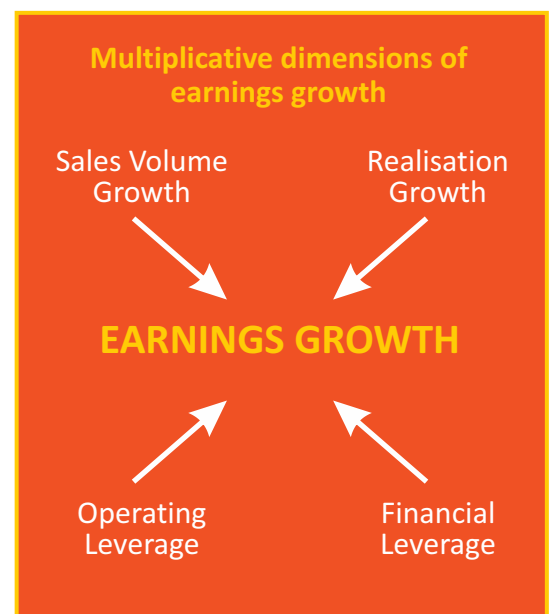 Multiplicative dimensions of
earnings growth
Sales Volume
Growth
Realisation
Growth
EARNINGS GROWTH
Operating
Leverage
Financial
Leverage